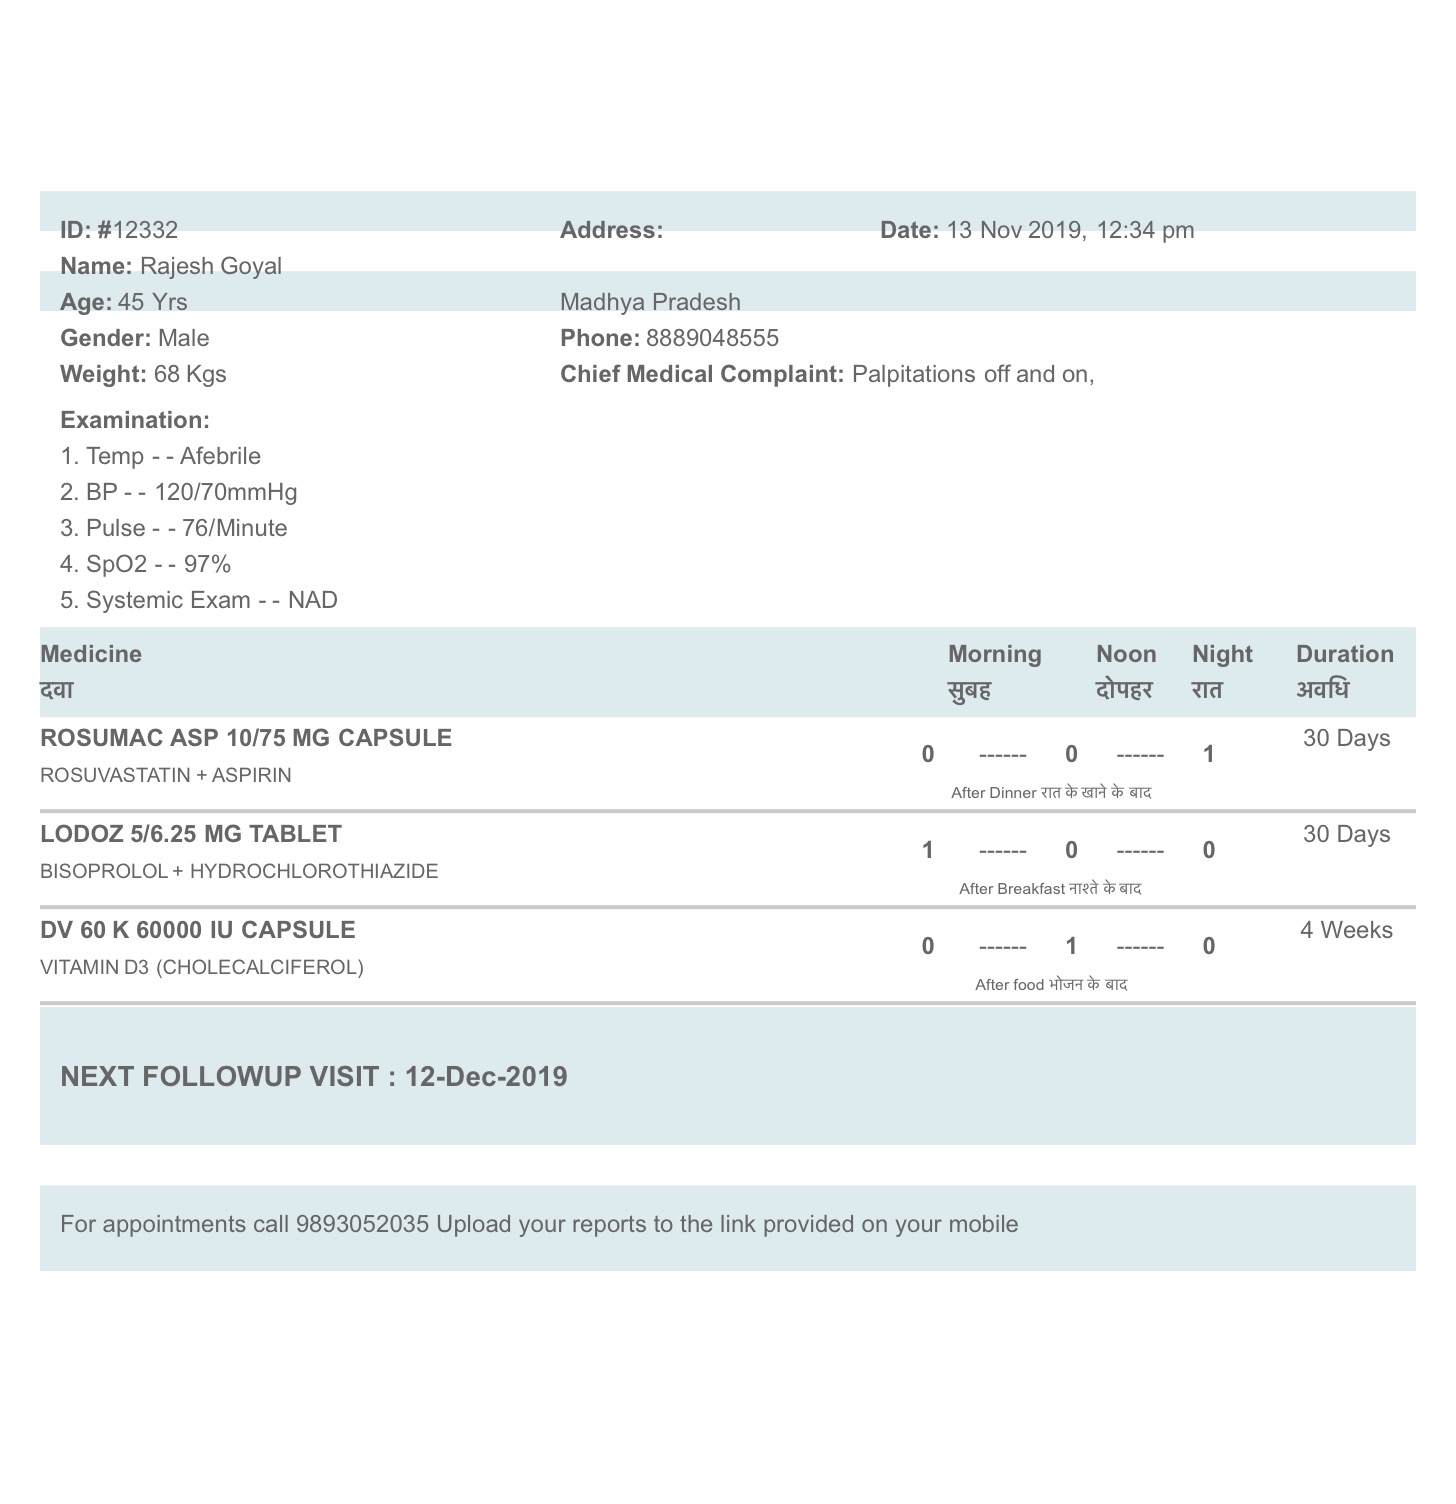 ID: #12332 Address: Date: 13 Nov 2019, 12:34 pm
Name: Rajesh Goyal
Age: 45 Yrs Madhya Pradesh
Gender: Male Phone: 8889048555
Weight: 68 Kgs Chief Medical Complaint: Palpitations off and on,
Examination:
1. Temp - - Afebrile
2. BP - - 120/70mmHg
3. Pulse - - 76/Minute
4. SpO2 - - 97%
5. Systemic Exam - - NAD
Medicine Morning Noon Night Duration
दवा सुबह दोपहर रात अवधि
ROSUMAC ASP 10/75 MG CAPSULE 30 Days
0 ------ 0 ------ 1
ROSUVASTATIN + ASPIRIN
After Dinner रात के खाने के बाद
LODOZ 5/6.25 MG TABLET 30 Days
1 ------ 0 ------ 0
BISOPROLOL + HYDROCHLOROTHIAZIDE
After Breakfast नाश्ते के बाद
DV 60 K 60000 IU CAPSULE 4 Weeks
0 ------ 1 ------ 0
VITAMIN D3 (CHOLECALCIFEROL)
After food भोजन के बाद
NEXT FOLLOWUP VISIT : 12-Dec-2019
For appointments call 9893052035 Upload your reports to the link provided on your mobile